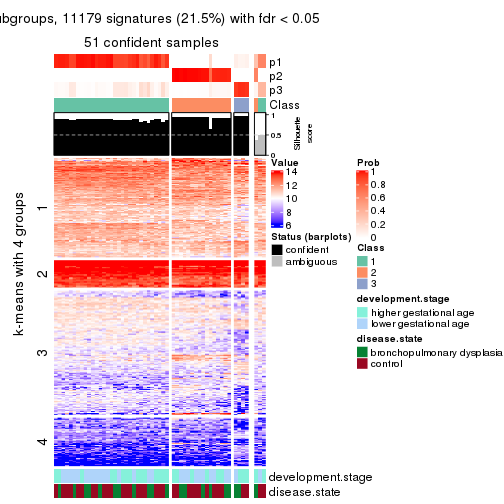 ubgroups, 11179 signatures (21.5%) with fdr < 0.05
51 confident samples
p1
p2
p3
Class
1
0.5
0
Silhouette
score
k-means with 4 groups
1
2
3
4
Value
14
12
10
8
6
Status (barplots)
confident
ambiguous
Prob
1
0.8
0.6
0.4
0.2
0
Class
1
2
3
development.stage
higher gestational age
lower gestational age
disease.state
bronchopulmonary dysplasia
control
development.stage
disease.state